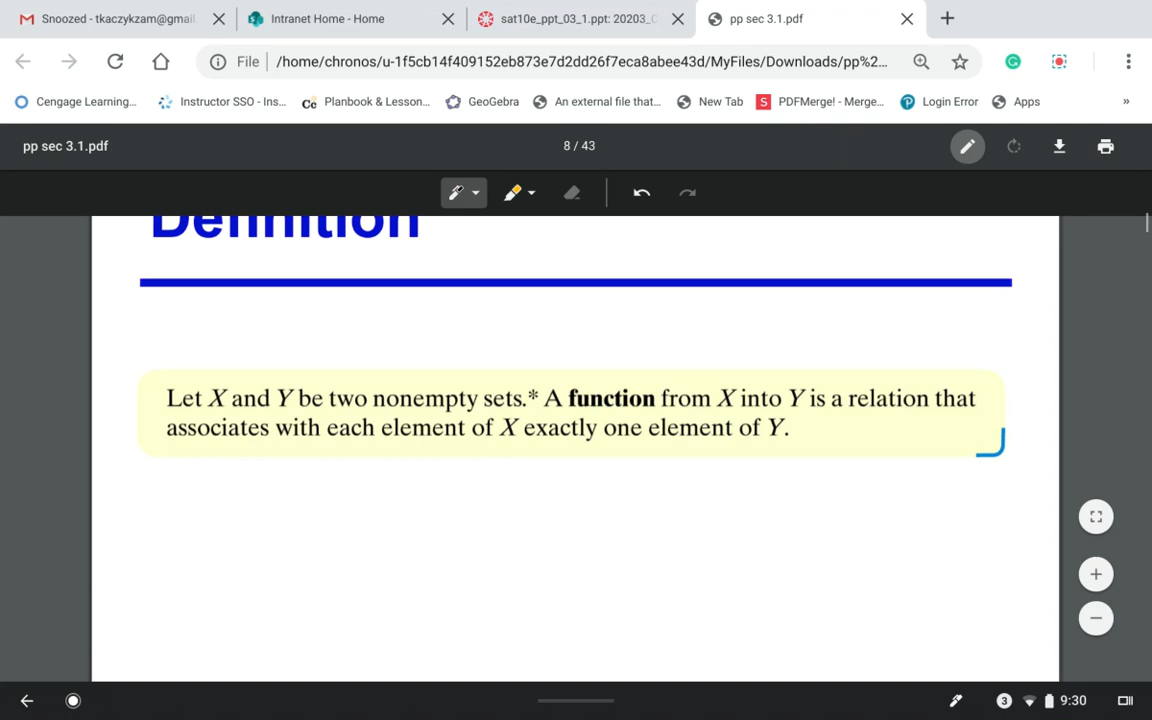 Snoozed - tkaczykzam@gmail.
Intranet Home - Home
sat10e_ppt_03_1.ppt: 20203_C
pp sec 3.1.pdf
File
/home/chronos/u-1f5cb14f409152eb873e7d2dd26f7eca8abee43d/MyFiles/Downloads/pp%2...
Cengage Learning...
Instructor SSO - Ins...
Cc Planbook & Lesson...
GeoGebra
An external file that...
New Tab
S PDFMerge! - Merge...
Login Error
Apps
»
pp sec 3.1.pdf
8 / 43
Definition
Let X and Y be two nonempty sets.* A function from X into Y is a relation that
associates with each element of X exactly one element of Y.
3
9:30